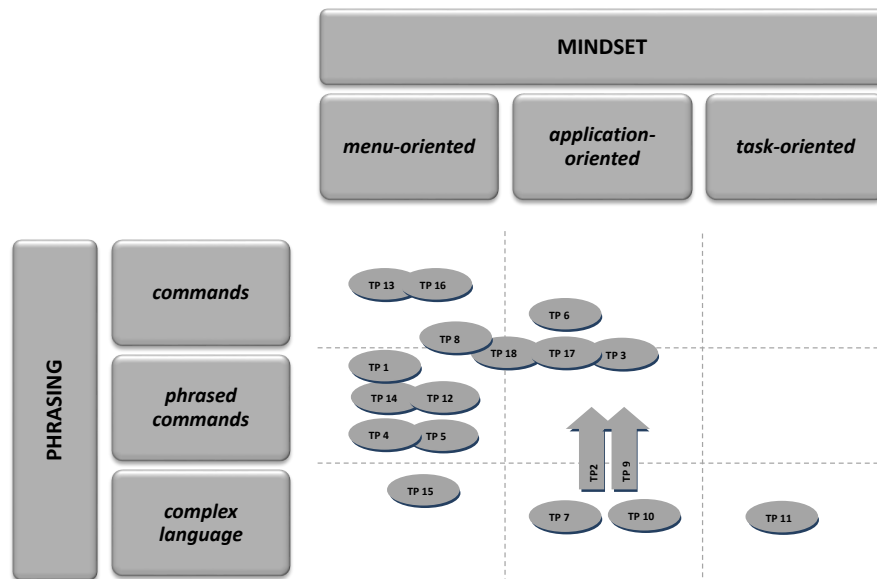 MINDSET
menu-oriented
application-
oriented
task-oriented
PHRASING
commands
phrased
commands
complex
language
TP 13
TP 16
TP 6
TP 8
TP 18
TP 17
TP 3
TP 1
TP 14
TP 12
TP 4
TP 5
TP2
TP 9
TP 15
TP 7
TP 10
TP 11